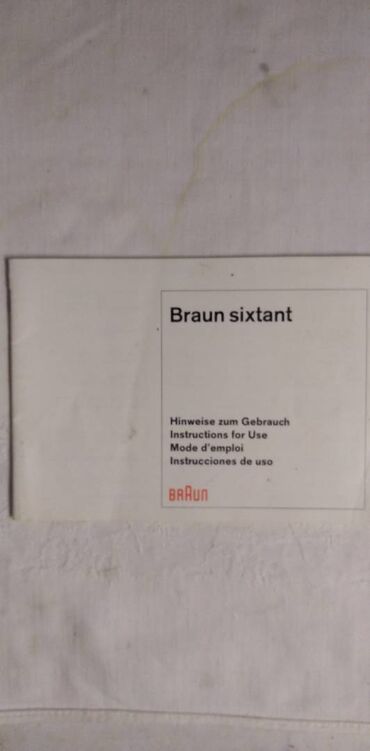 Braun sixtant
Hinweise zum Gebrauch
Instructions for Use
Mode d'emploi
Instrucciones de uso
BRAUN